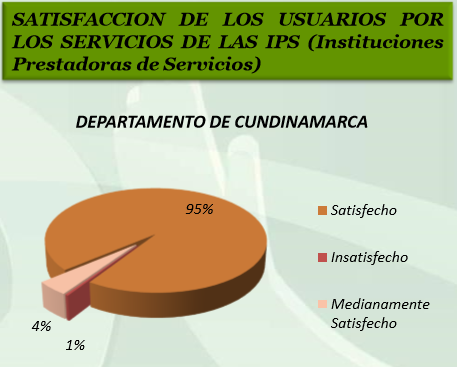 SATISFACCION DE LOS USUARIOS POR
LOS SERVICIOS DE LAS IPS (Instituciones
Prestadoras de Servicios)
DEPARTAMENTO DE CUNDINAMARCA
95%
Satisfecho
Insatisfecho
Medianamente
Satisfecho
4%
1%